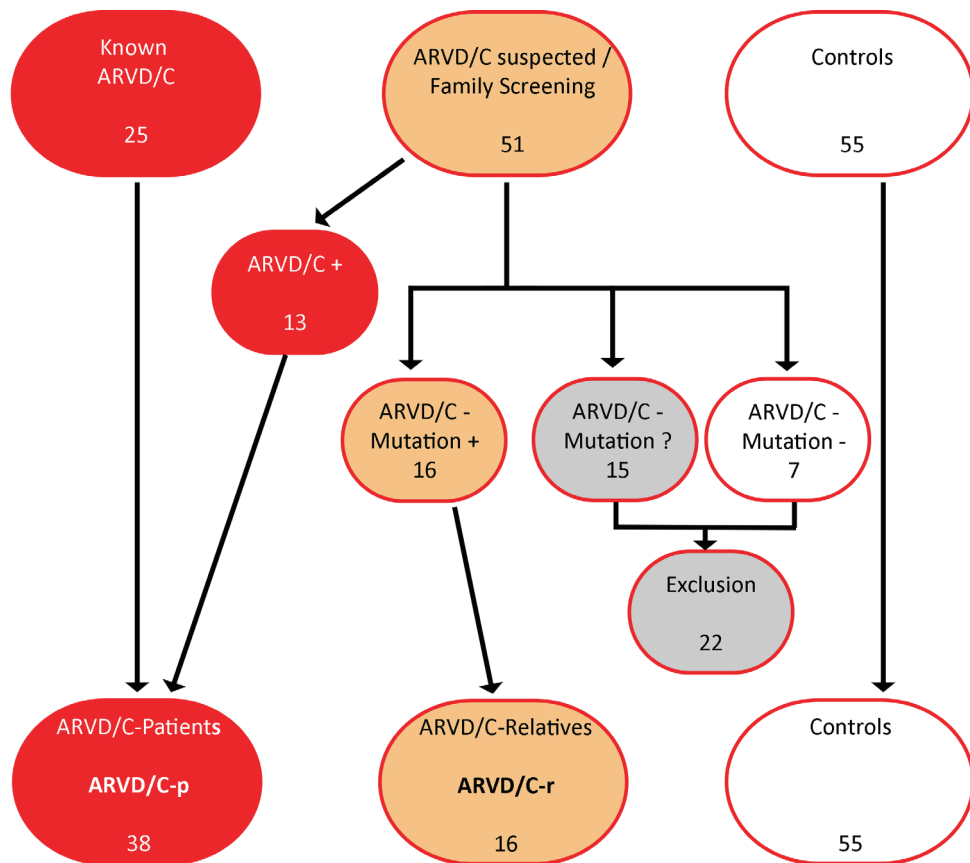 Known
ARVD/C
25
ARVD/C suspected /
Family Screening
51
Controls
55
ARVD/C +
13
ARVD/C -
Mutation +
16
ARVD/C -
Mutation ?
15
ARVD/C -
Mutation -
7
Exclusion
22
ARVD/C-Patients
ARVD/C-p
38
ARVD/C-Relatives
ARVD/C-r
16
Controls
55